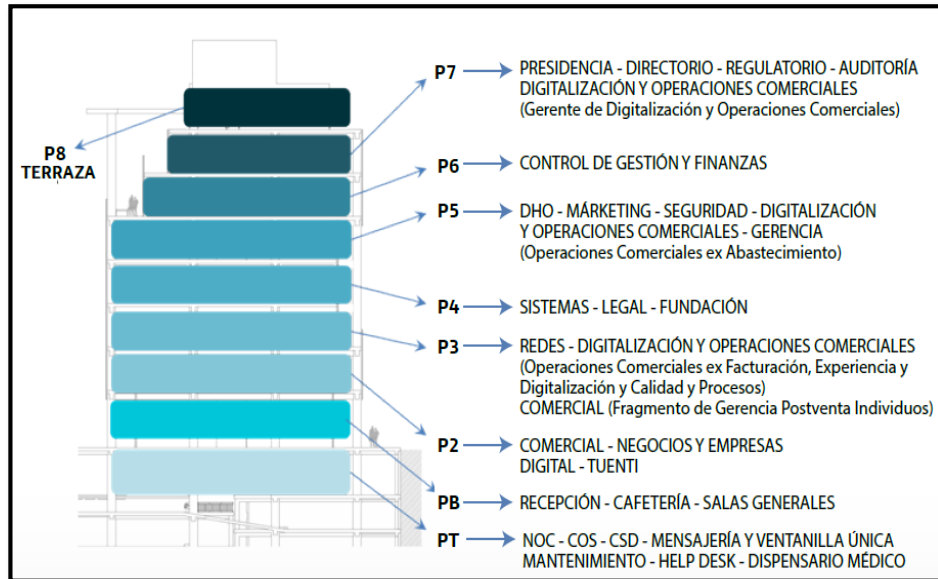 P8
TERRAZA
P7
PRESIDENCIA - DIRECTORIO - REGULATORIO - AUDITORÍA
DIGITALIZACIÓN Y OPERACIONES COMERCIALES
(Gerente de Digitalización y Operaciones Comerciales)
P6
CONTROL DE GESTIÓN Y FINANZAS
P5
DHO - MÁRKETING - SEGURIDAD - DIGITALIZACIÓN
Y OPERACIONES COMERCIALES - GERENCIA
(Operaciones Comerciales ex Abastecimiento)
P4
SISTEMAS - LEGAL - FUNDACIÓN
P3
REDES - DIGITALIZACIÓN Y OPERACIONES COMERCIALES
(Operaciones Comerciales ex Facturación, Experiencia y
Digitalización y Calidad y Procesos)
COMERCIAL (Fragmento de Gerencia Postventa Individuos)
P2
COMERCIAL - NEGOCIOS Y EMPRESAS
DIGITAL - TUENTI
PB
RECEPCIÓN - CAFETERÍA - SALAS GENERALES
PT
NOC - COS - CSD - MENSAJERÍA Y VENTANILLA ÚNICA
MANTENIMIENTO - HELP DESK - DISPENSARIO MÉDICO